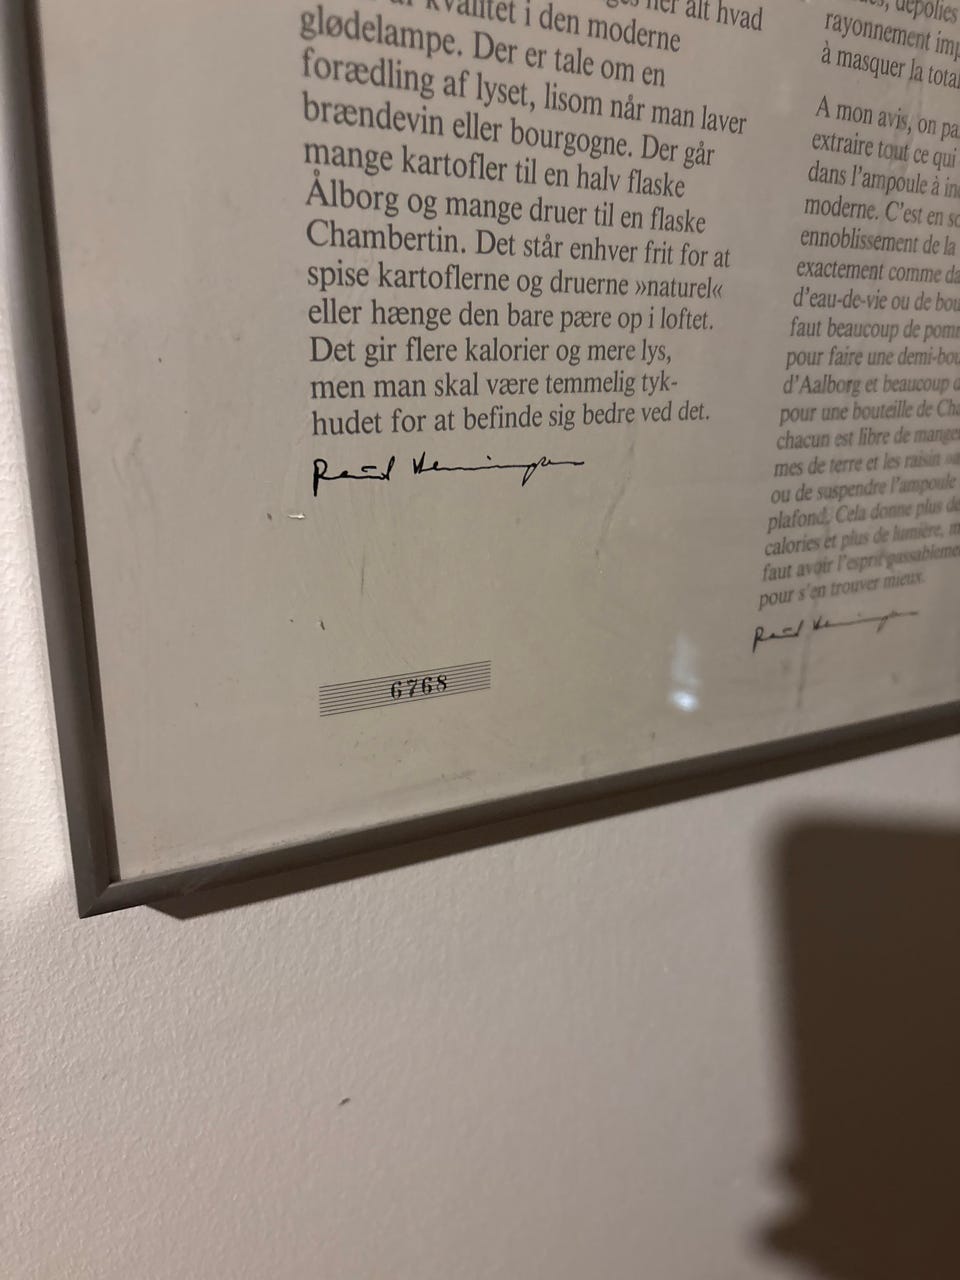 kvalitet i den moderne
glødelampe. Der er tale om en
forædling af lyset, lisom når man laver
brændevin eller bourgogne. Der går
mange kartofler til en halv flaske
Ålborg og mange druer til en flaske
Chambertin. Det står enhver frit for at
spise kartoflerne og druerne »naturel«
eller hænge den bare pære op i loftet.
Det gir flere kalorier og mere lys,
men man skal være temmelig tyk-
hudet for at befinde sig bedre ved det.
6768
her alt hvad
dépolies
rayonnement
à masquer la
A mon avis, on
extraire tout ce qui
dans l'ampoule à
moderne. C'est en
ennoblissement de la
exactement comme
d'eau-de-vie ou de
faut beaucoup de
pour faire une
d'Aalborg et beaucoup
pour une bouteille de
chacun est libre de
mes de terre et les raisin
ou de suspendre l'ampoule
plafond. Cela donne plus de
calories et plus de lumière,
faut avoir l'esprit
pour s'en trouver mieux.